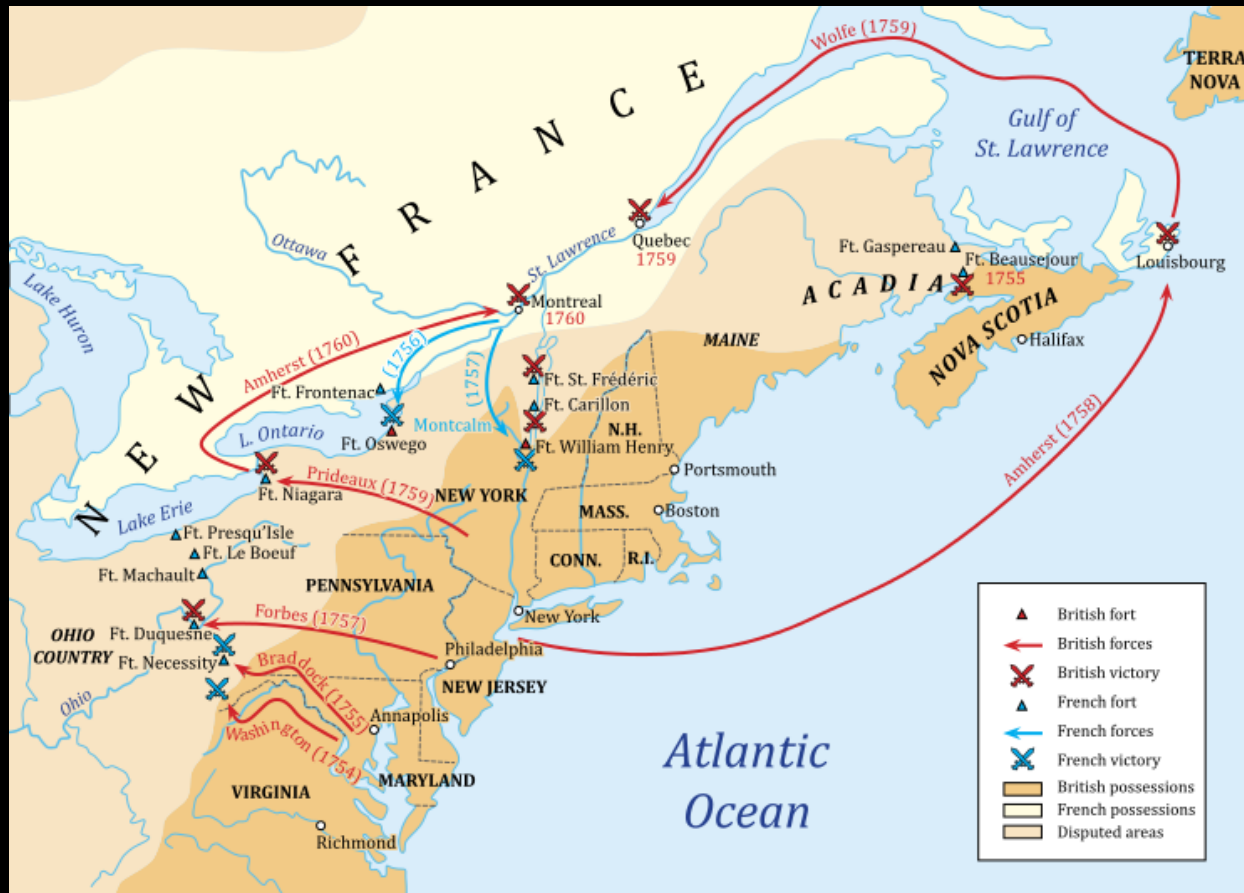 Wolfe (1759)
TERRA
NOVA
NEW FRANCE
Gulf of
St. Lawrence
Ottawa
St. Lawrence
Quebec
1759
Ft. Gaspereau
Ft. Beausejour
1755
Louisbourg
ACADIA
NOVA SCOTIA
Halifax
Lake Huron
Montreal
1760
Amherst (1760)
(1756)
(1757)
Montcalm
MAINE
Ft. Frontenac
Ft. St. Frédéric
Ft. Carillon
L. Ontario
Ft. Oswego
N.H.
Ft. William Henry
Amherst (1758)
Portsmouth
Ft. Niagara
Prideaux (1759)
NEW YORK
Lake Erie
MASS.
Boston
Ft. Presqu'Isle
Ft. Le Boeuf
CONN.
R.I.
Ft. Machault
PENNSYLVANIA
New York
Forbes (1757)
Ft. Duquesne
OHIO
COUNTRY
Ft. Necessity
Philadelphia
NEW JERSEY
Braddock (1755)
Ohio
Annapolis
Washington (1754)
MARYLAND
VIRGINIA
Richmond
Atlantic
Ocean
British fort
British forces
British victory
French fort
French forces
French victory
British possessions
French possessions
Disputed areas